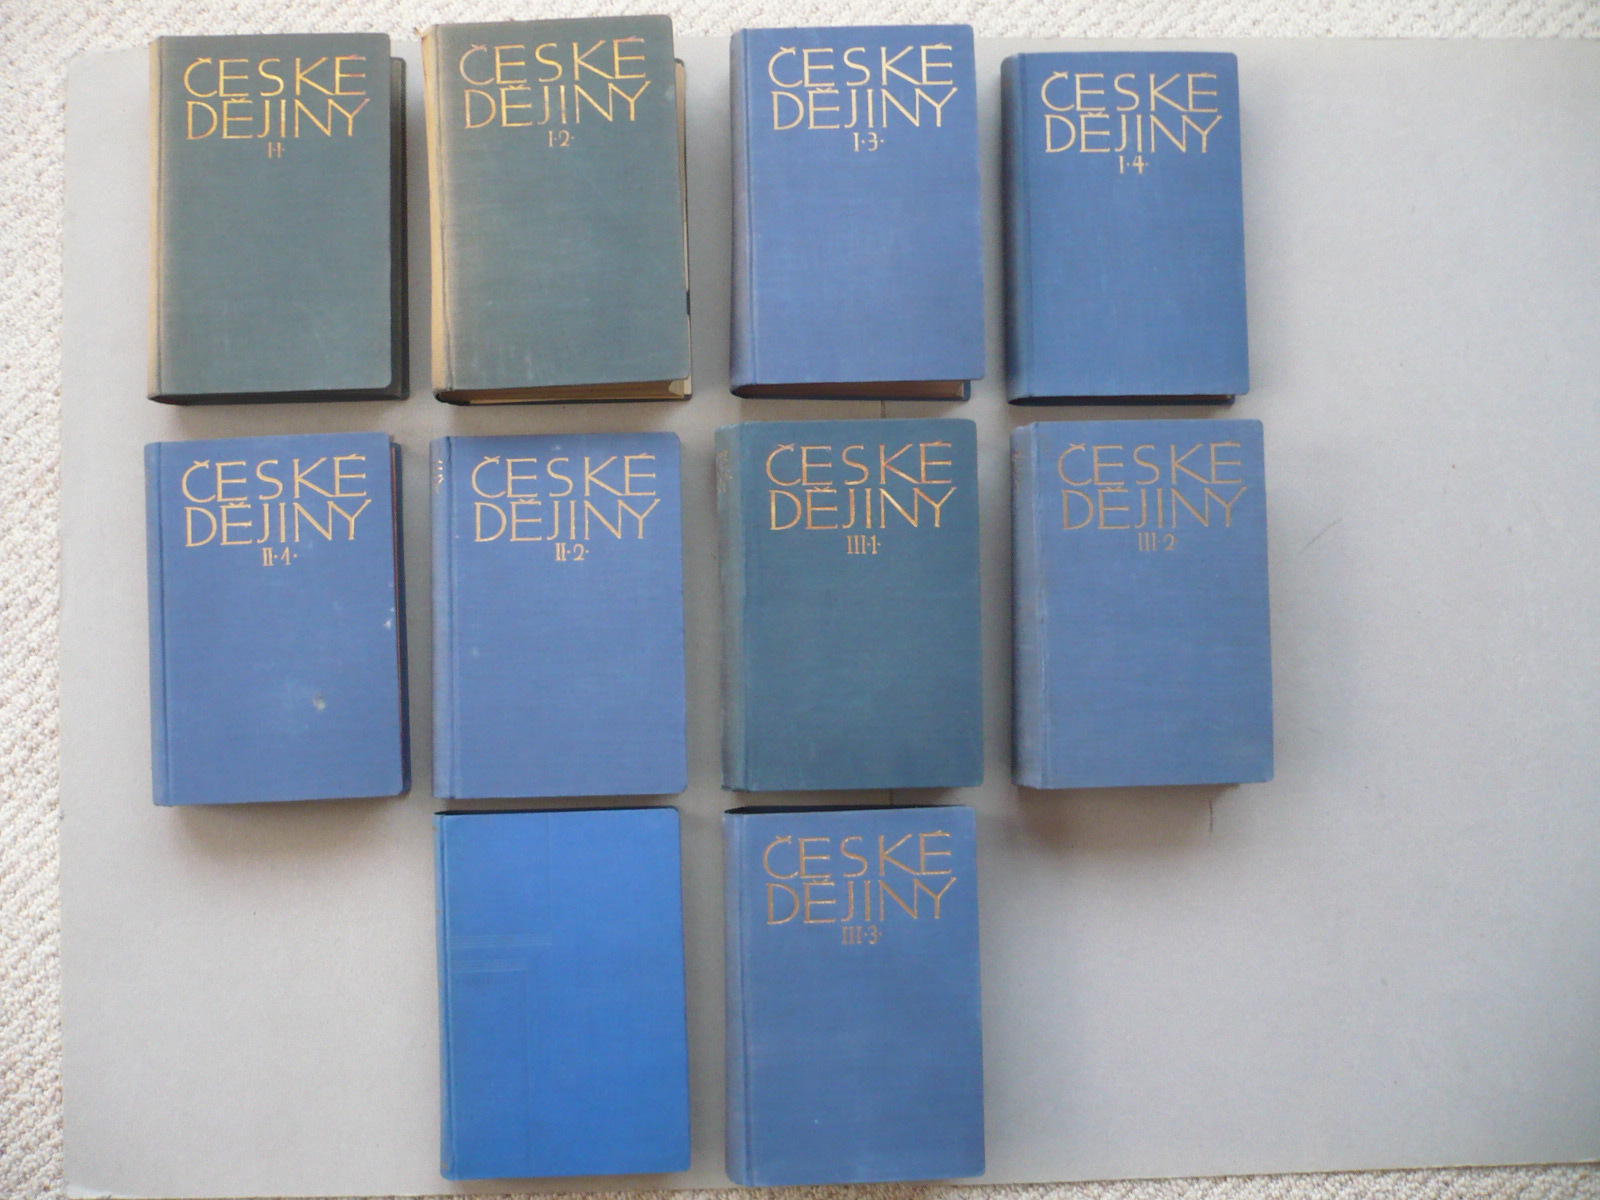 ČESKÉ
DĚJINY
I·1·
ČESKÉ
DĚJINY
I·2·
ČESKÉ
DĚJINY
I·3·
ČESKÉ
DĚJINY
I·4·
ČESKÉ
DĚJINY
II·1·
ČESKÉ
DĚJINY
II·2·
ČESKÉ
DĚJINY
III·1·
ČESKÉ
DĚJINY
III·2·
ČESKÉ
DĚJINY
III·3·